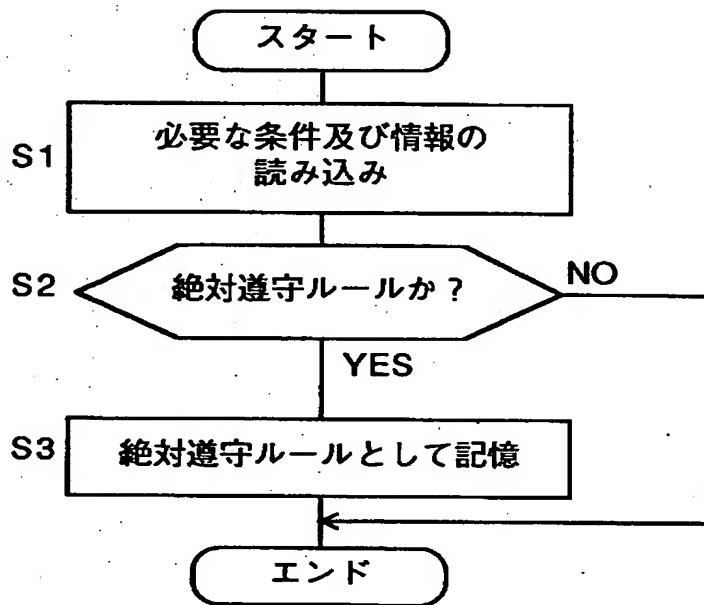 スタート
S1
必要な条件及び情報の
読み込み
S2
絶対遵守ルールか？
NO
YES
S3
絶対遵守ルールとして記憶
エンド